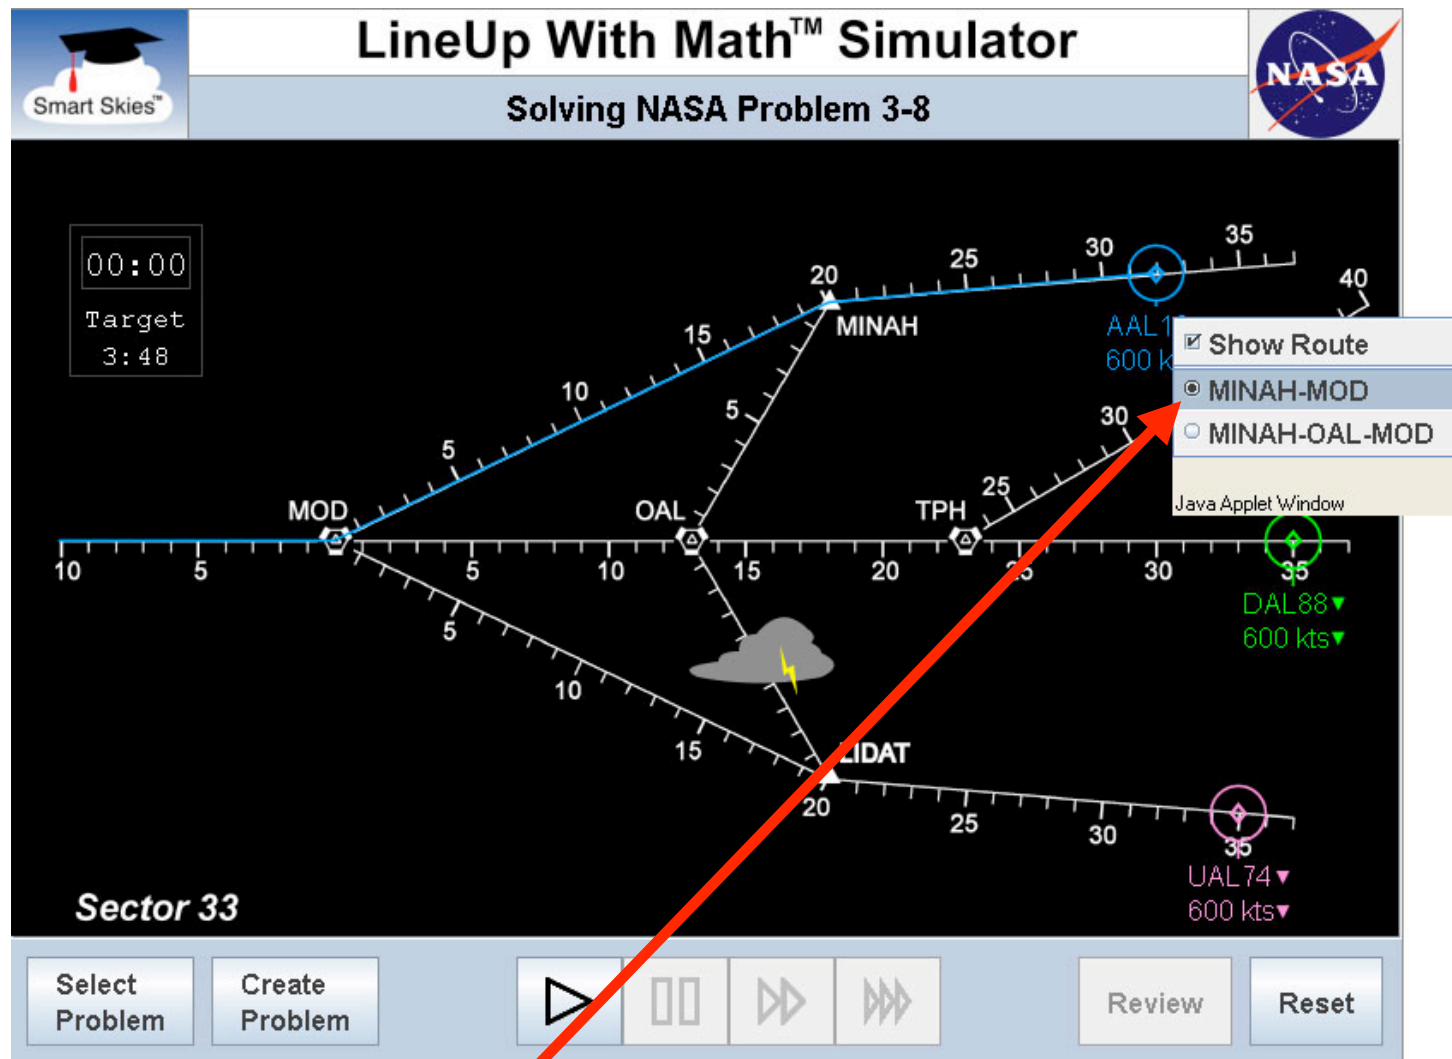 LineUp With Math™ Simulator
Smart Skies™
NASA
Solving NASA Problem 3-8
00:00
Target
3:48
20 25 30 35
40
MINAH
15
10
5
5
30
25
MOD OAL TPH
10 5 5 10 15 20 25 30 35
5
10
15
20
25
30
35
LIDAT
600
Show Route
MINAH-MOD
MINAH-OAL-MOD
Java Applet Window
DAL88▼
600 kts▼
UAL74▼
600 kts▼
Sector 33
Select
Problem
Create
Problem
Review
Reset